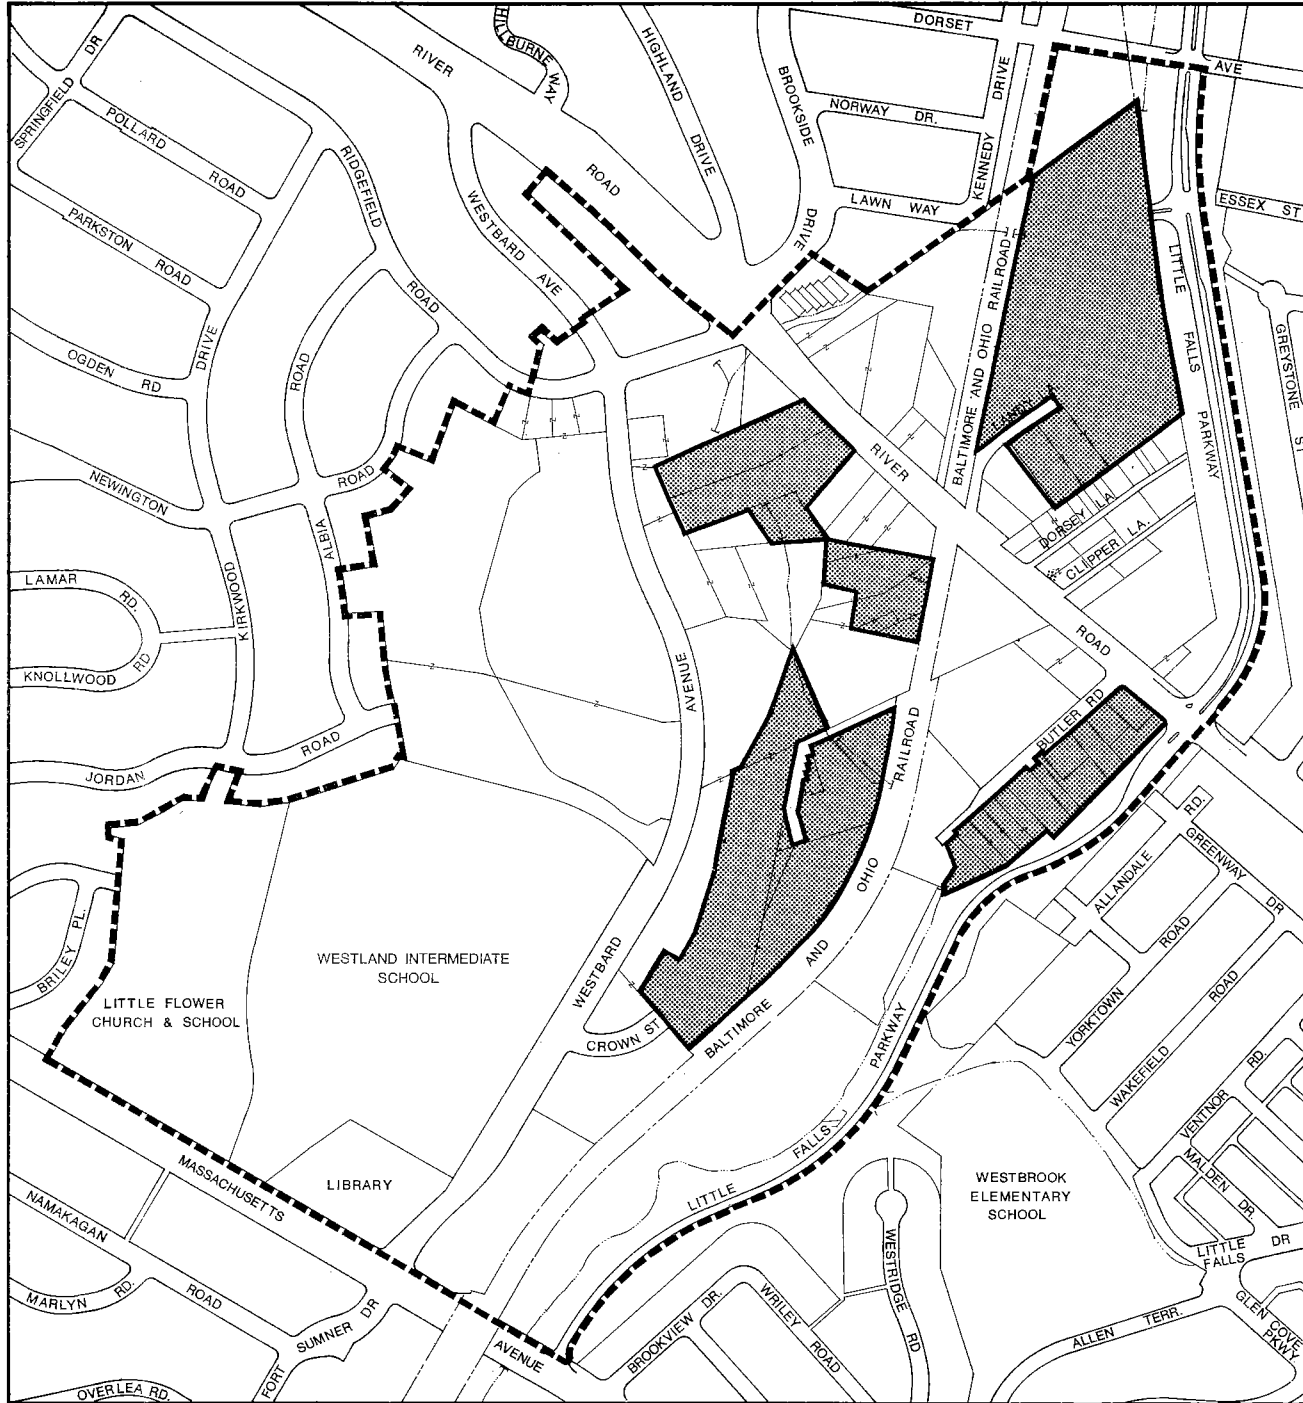 DORSET
AVE
SPRINGFIELD DR
POLLARD ROAD
PARKSTON ROAD
OGDEN RD
NEWINGTON
LAMAR RD.
KNOLLWOOD RD
JORDAN ROAD
KIRKWOOD DRIVE
ALBIA ROAD
ROAD
RIDGEFIELD ROAD
WESTBARD AVE
RIVER ROAD
HILLBURNE WAY
HIGHLAND DRIVE
BROOKSIDE DRIVE
NORWAY DR.
LAWN WAY
KENNEDY DRIVE
ESSEX ST
LITTLE FALLS PARKWAY
GREYSTONE ST
BALTIMORE AND OHIO RAILROAD
LANDY
RIVER ROAD
DORSEY LA.
CLIPPER LA.
BUTLER RD
WESTBARD AVENUE
BALTIMORE AND OHIO RAILROAD
CROWN ST
BRILEY PL.
LITTLE FLOWER
CHURCH & SCHOOL
WESTLAND INTERMEDIATE
SCHOOL
LIBRARY
MASSACHUSETTS AVENUE
NAMAKAGAN ROAD
MARLYN RD.
FORT SUMNER DR
OVERLEA RD.
LITTLE FALLS PARKWAY
BROOKVIEW DR.
WRILEY ROAD
WESTRIDGE RD
WESTBROOK
ELEMENTARY
SCHOOL
ALLANDALE RD.
GREENWAY DR
YORKTOWN ROAD
WAKEFIELD ROAD
VENTNOR RD.
MALDEN DR.
LITTLE FALLS DR
GLEN COVE PKWY
ALLEN TERR.